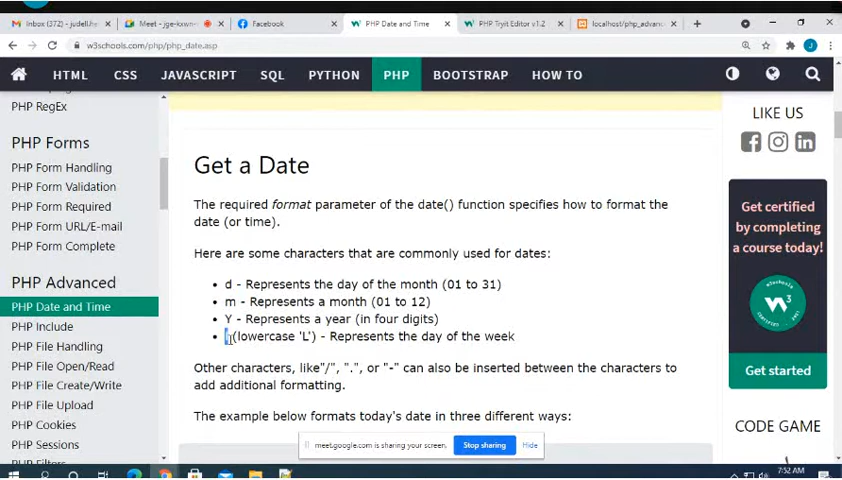 Inbox (372) - judell.he
Meet - jge-kxwn-
Facebook
PHP Date and Time
PHP Tryit Editor v1.2
localhost/php_advanc
w3schools.com/php/php_date.asp
HTML
CSS
JAVASCRIPT
SQL
PYTHON
PHP
BOOTSTRAP
HOW TO
PHP RegEx
PHP Forms
PHP Form Handling
PHP Form Validation
PHP Form Required
PHP Form URL/E-mail
PHP Form Complete
PHP Advanced
PHP Date and Time
PHP Include
PHP File Handling
PHP File Open/Read
PHP File Create/Write
PHP File Upload
PHP Cookies
PHP Sessions
PHP Filters
Get a Date
The required format parameter of the date() function specifies how to format the
date (or time).
Here are some characters that are commonly used for dates:
• d - Represents the day of the month (01 to 31)
• m - Represents a month (01 to 12)
• Y - Represents a year (in four digits)
• l (lowercase 'L') - Represents the day of the week
Other characters, like"/", ".", or "-" can also be inserted between the characters to
add additional formatting.
The example below formats today's date in three different ways:
LIKE US
Get certified
by completing
a course today!
w3
Get started
CODE GAME
meet.google.com is sharing your screen.
Stop sharing
Hide
7:52 AM